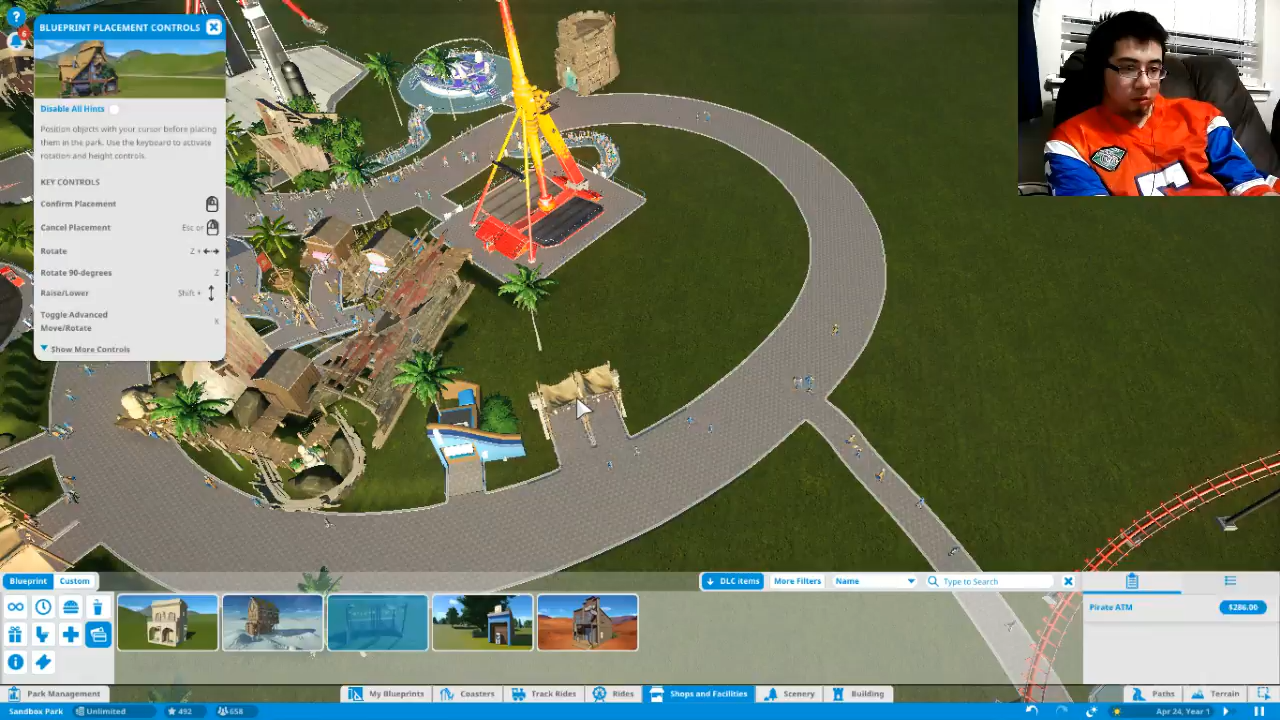 BLUEPRINT PLACEMENT CONTROLS
Disable All Hints
Position objects with your cursor before placing
them in the park. Use the keyboard to activate
rotation and height controls.
KEY CONTROLS
Confirm Placement
Cancel Placement Esc or
Rotate Z +
Rotate 90-degrees Z
Raise/Lower Shift +
Toggle Advanced
Move/Rotate X
Show More Controls
6
Blueprint Custom
DLC items More Filters Name Type to Search
Pirate ATM $286.00
Park Management
My Blueprints Coasters Track Rides Rides Shops and Facilities Scenery Building Paths Terrain
Sandbox Park Unlimited 492 658 Apr 24, Year 1